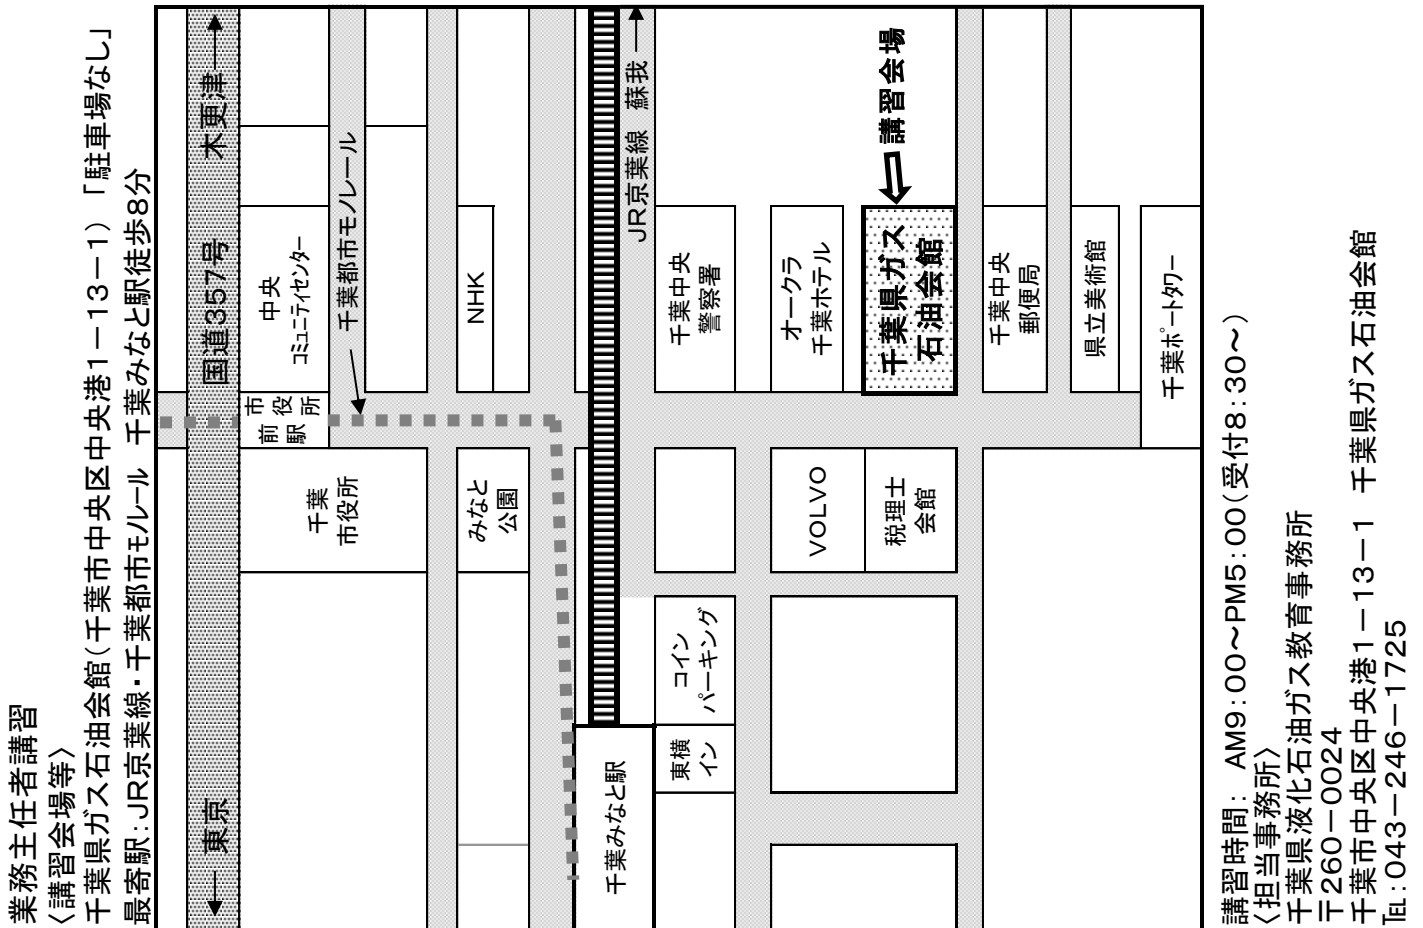 業務主任者講習
〈講習会場等〉
千葉県ガス石油会館(千葉市中央区中央港1-13-1)「駐車場なし」
最寄駅:JR京葉線・千葉都市モノレール 千葉みなと駅徒歩8分
← 東京
国道357号
木更津→
千葉
市役所
市役所
前駅
中央
コミュニティセンター
千葉都市モノレール
みなと
公園
NHK
千葉みなと駅
JR京葉線 蘇我→
東横
イン
コイン
パーキング
千葉中央
警察署
VOLVO
オークラ
千葉ホテル
税理士
会館
千葉県ガス
石油会館
講習会場
千葉中央
郵便局
県立美術館
千葉ポートタワー
講習時間: AM9:00~PM5:00(受付8:30~)
〈担当事務所〉
千葉県液化石油ガス教育事務所
〒260-0024
千葉市中央区中央港1-13-1 千葉県ガス石油会館
TEL:043-246-1725